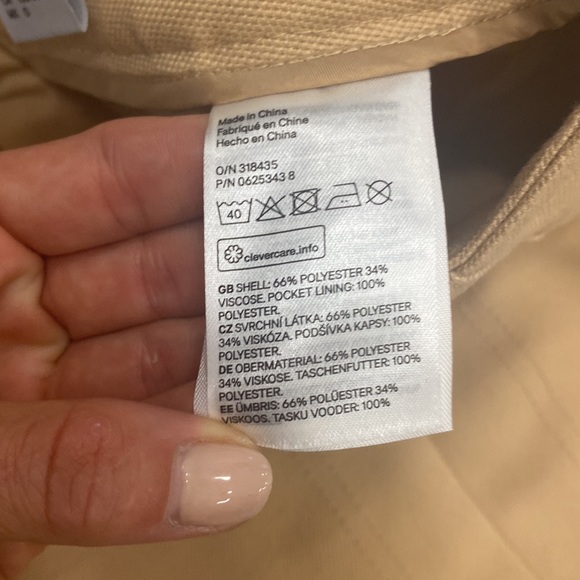 Made in China
Fabriqué en Chine
Hecho en China
O/N 318435
P/N 0625343 8
40
clevercare.info
GB SHELL: 66% POLYESTER 34%
VISCOSE. POCKET LINING: 100%
POLYESTER.
CZ SVRCHNÍ LÁTKA: 66% POLYESTER
34% VISKÓZA. PODŠÍVKA KAPSY: 100%
POLYESTER.
DE OBERMATERIAL: 66% POLYESTER
34% VISKOSE. TASCHENFUTTER: 100%
POLYESTER.
EE ÜMBRIS: 66% POLÜESTER 34%
VISKOOS. TASKU VOODER: 100%